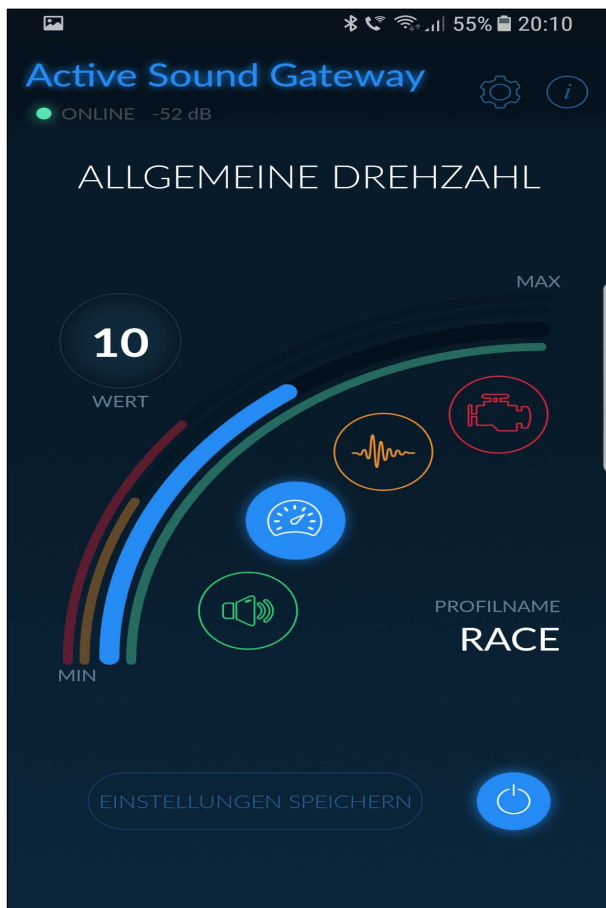 55% 20:10
Active Sound Gateway
ONLINE -52 dB
i
ALLGEMEINE DREHZAHL
MAX
10
WERT
PROFILNAME
RACE
MIN
EINSTELLUNGEN SPEICHERN